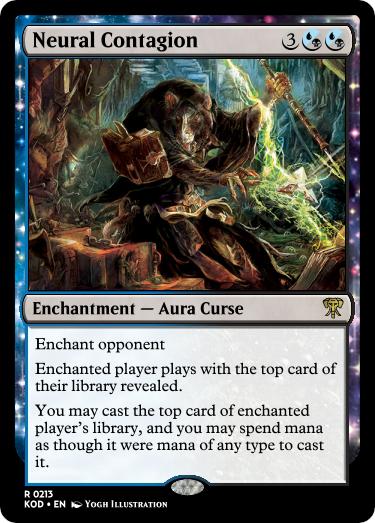 Neural Contagion 3
Enchantment — Aura Curse
Enchant opponent
Enchanted player plays with the top card of
their library revealed.
You may cast the top card of enchanted
player's library, and you may spend mana
as though it were mana of any type to cast
it.
R 0213
KOD • EN Yogh Illustration